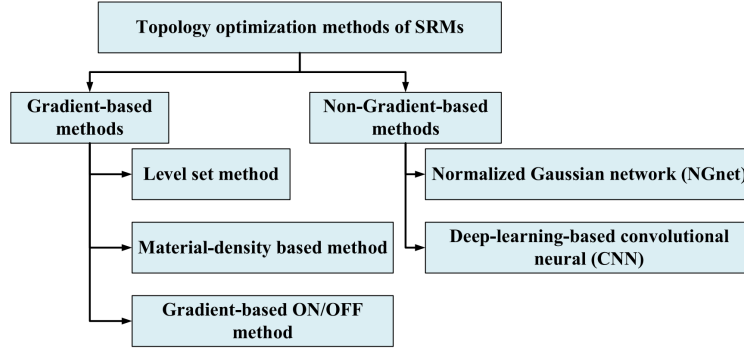 Topology optimization methods of SRMs
Gradient-based
methods
Non-Gradient-based
methods
Level set method
Normalized Gaussian network (NGnet)
Material-density based method
Deep-learning-based convolutional
neural (CNN)
Gradient-based ON/OFF
method